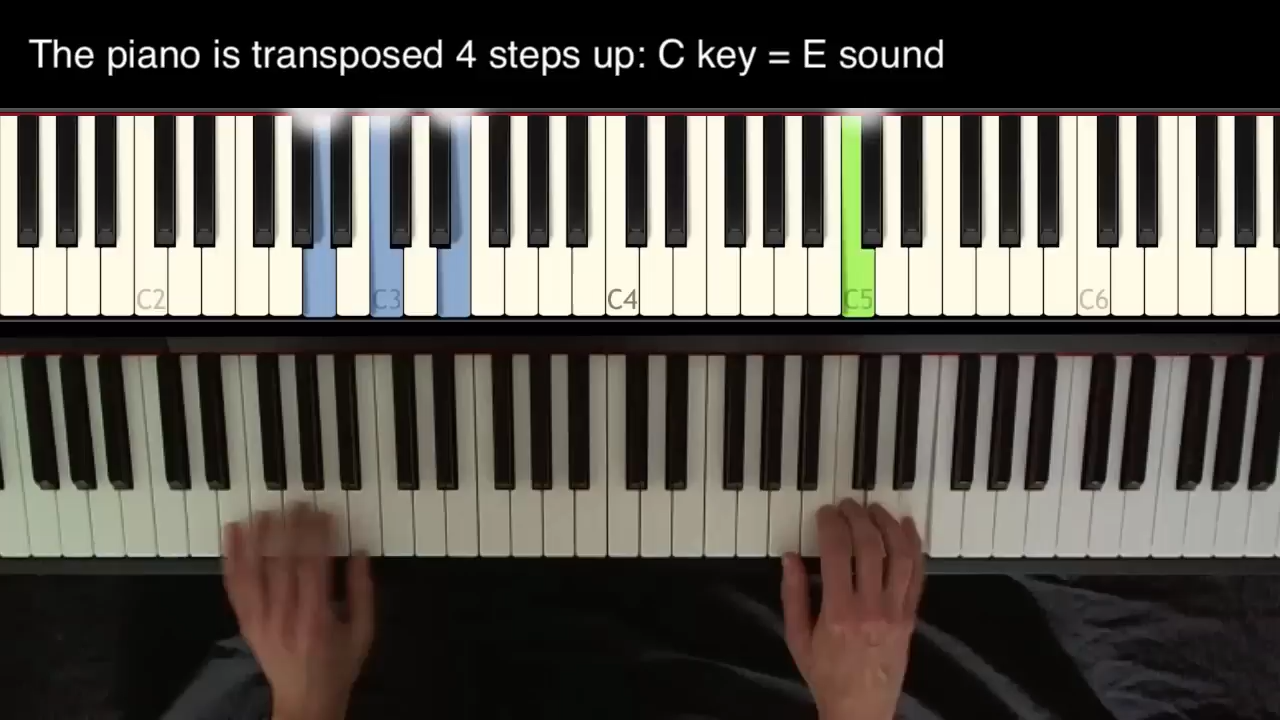 The piano is transposed 4 steps up: C key = E sound
C2 C3 C4 C5 C6